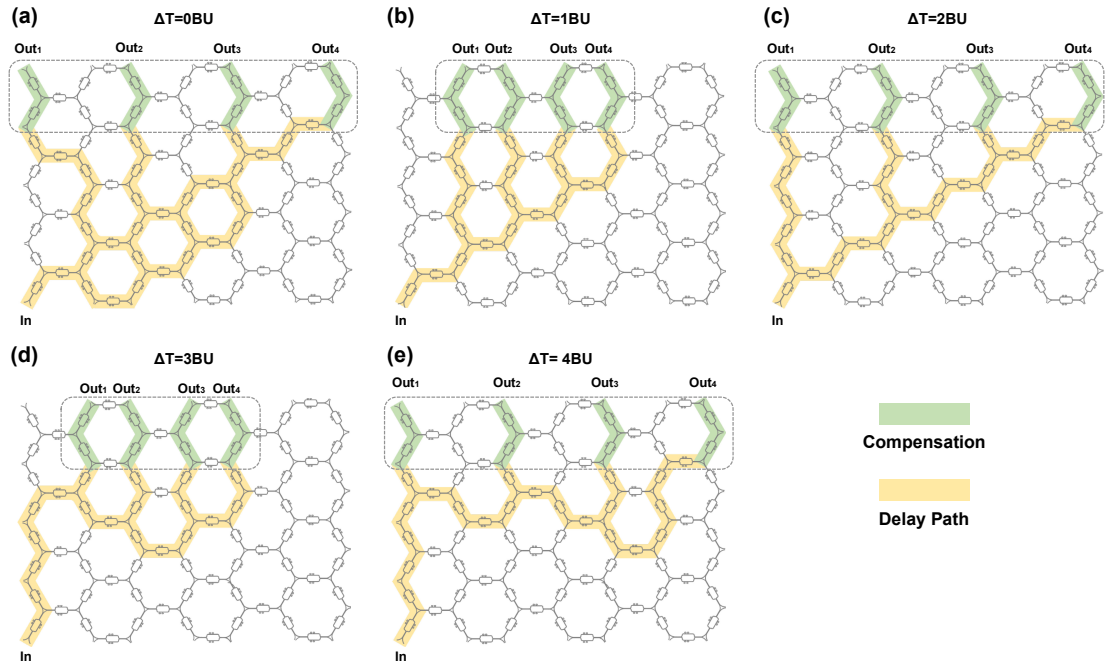 (a) ΔT=0BU
Out1 Out2 Out3 Out4
In
(b) ΔT=1BU
Out1 Out2 Out3 Out4
In
(c) ΔT=2BU
Out1 Out2 Out3 Out4
In
(d) ΔT=3BU
Out1 Out2 Out3 Out4
In
(e) ΔT= 4BU
Out1 Out2 Out3 Out4
In
Compensation
Delay Path